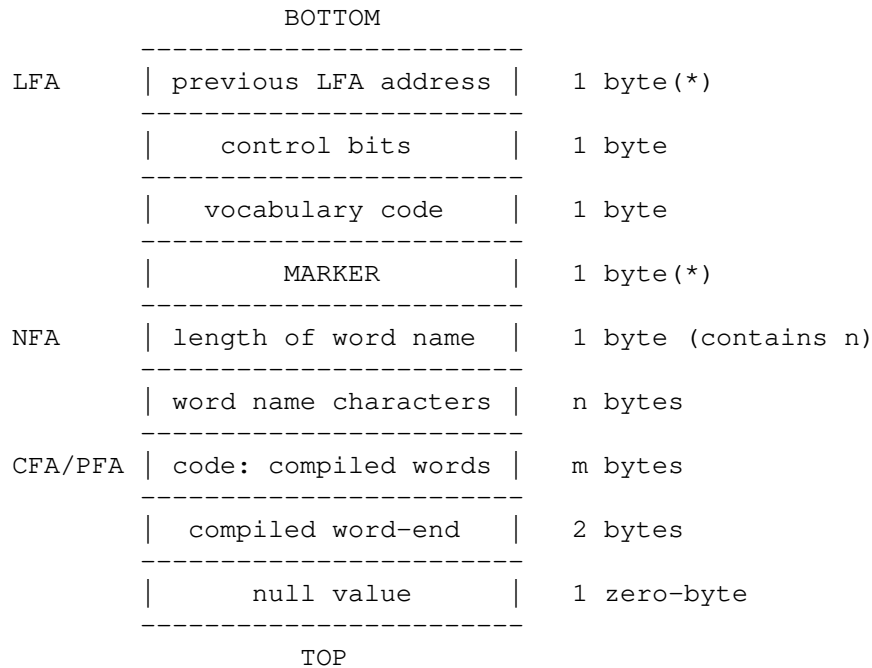 BOTTOM
------------------------
LFA | previous LFA address | 1 byte(*)
------------------------
| control bits | 1 byte
------------------------
| vocabulary code | 1 byte
------------------------
| MARKER | 1 byte(*)
------------------------
NFA | length of word name | 1 byte (contains n)
------------------------
| word name characters | n bytes
------------------------
CFA/PFA | code: compiled words | m bytes
------------------------
| compiled word-end | 2 bytes
------------------------
| null value | 1 zero-byte
------------------------
TOP